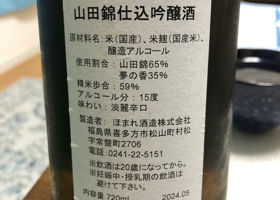 山田錦仕込吟醸酒
原材料名：米（国産）、米麹（国産米）、
醸造アルコール
使用割合：山田錦65%
夢の香35%
精米歩合：59%
アルコール分：15度
味わい：淡麗辛口
製造者：ほまれ酒造株式会社
福島県喜多方市松山町村松
字常盤町2706
電話：0241-22-5151
※飲酒は20歳になってから。
※妊娠中・授乳期の飲酒は
避けて下さい。
内容量720ml 2024.05